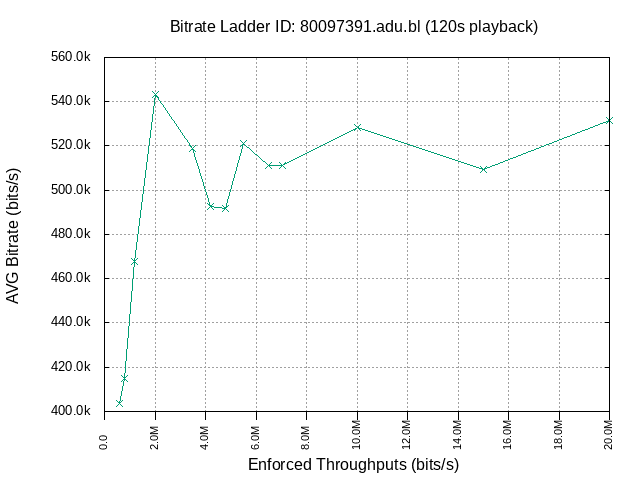 Bitrate Ladder ID: 80097391.adu.bl (120s playback)
560.0k
540.0k
520.0k
500.0k
480.0k
460.0k
440.0k
420.0k
400.0k
AVG Bitrate (bits/s)
0.0 2.0M 4.0M 6.0M 8.0M 10.0M 12.0M 14.0M 16.0M 18.0M 20.0M
Enforced Throughputs (bits/s)